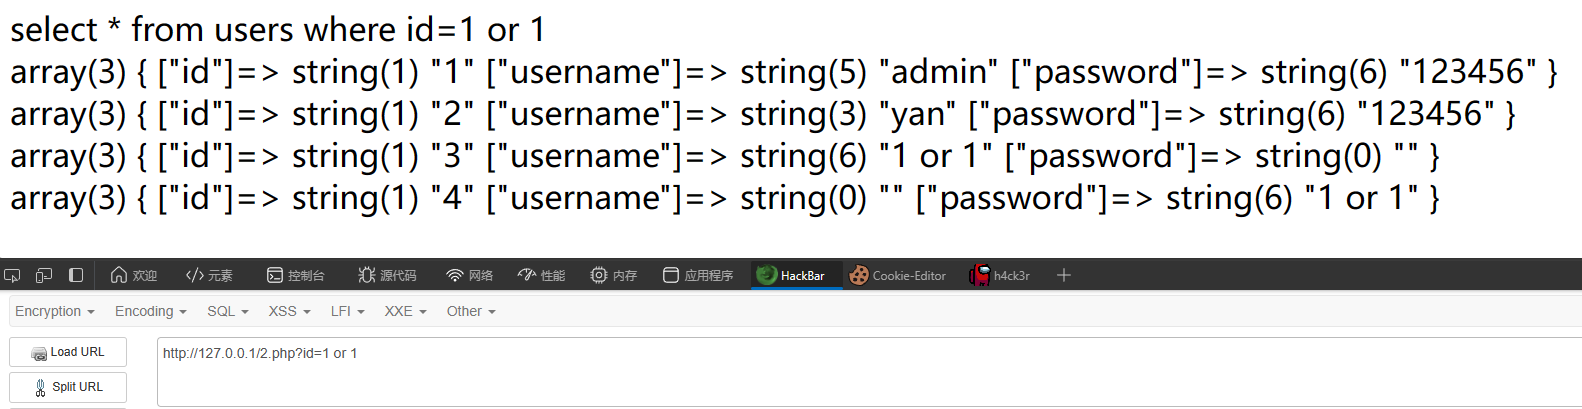 select * from users where id=1 or 1
array(3) { ["id"]=> string(1) "1" ["username"]=> string(5) "admin" ["password"]=> string(6) "123456" }
array(3) { ["id"]=> string(1) "2" ["username"]=> string(3) "yan" ["password"]=> string(6) "123456" }
array(3) { ["id"]=> string(1) "3" ["username"]=> string(6) "1 or 1" ["password"]=> string(0) "" }
array(3) { ["id"]=> string(1) "4" ["username"]=> string(0) "" ["password"]=> string(6) "1 or 1" }
欢迎 </> 元素 控制台 源代码 网络 性能 内存 应用程序 HackBar Cookie-Editor h4ck3r +
Encryption Encoding SQL XSS LFI XXE Other
Load URL http://127.0.0.1/2.php?id=1 or 1
Split URL